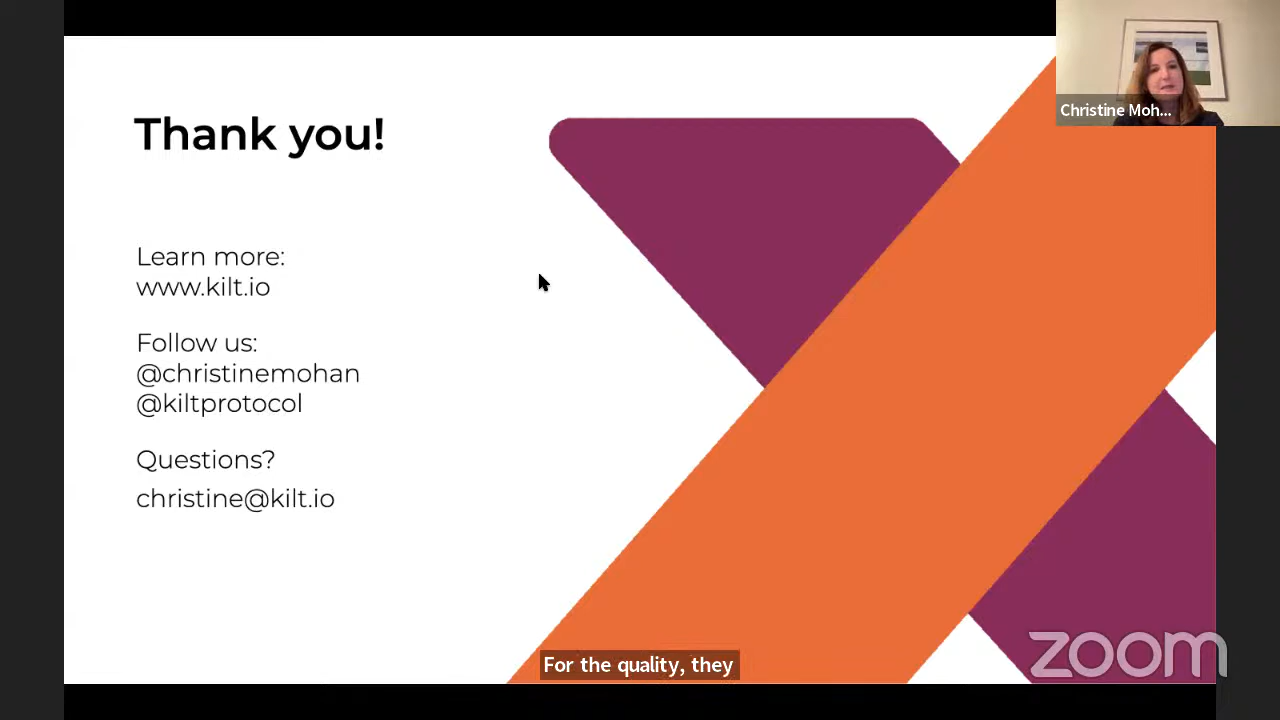 Thank you!
Learn more:
www.kilt.io
Follow us:
@christinemohan
@kiltprotocol
Questions?
christine@kilt.io
Christine Moh...
For the quality, they
zoom